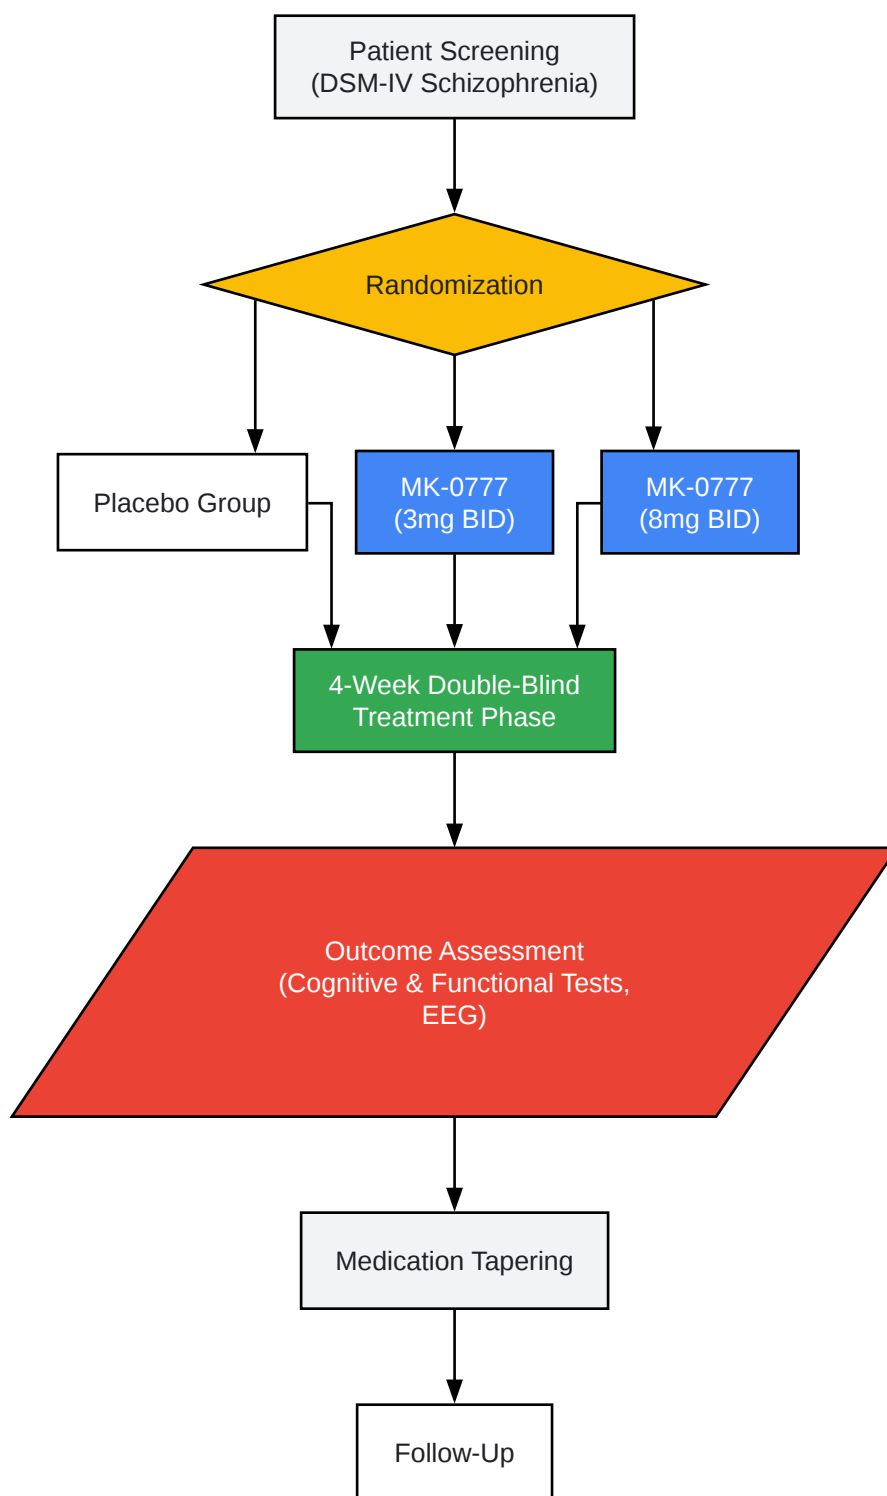 Patient Screening
(DSM-IV Schizophrenia)
Randomization
Placebo Group
MK-0777
(3mg BID)
MK-0777
(8mg BID)
4-Week Double-Blind
Treatment Phase
Outcome Assessment
(Cognitive & Functional Tests,
EEG)
Medication Tapering
Follow-Up